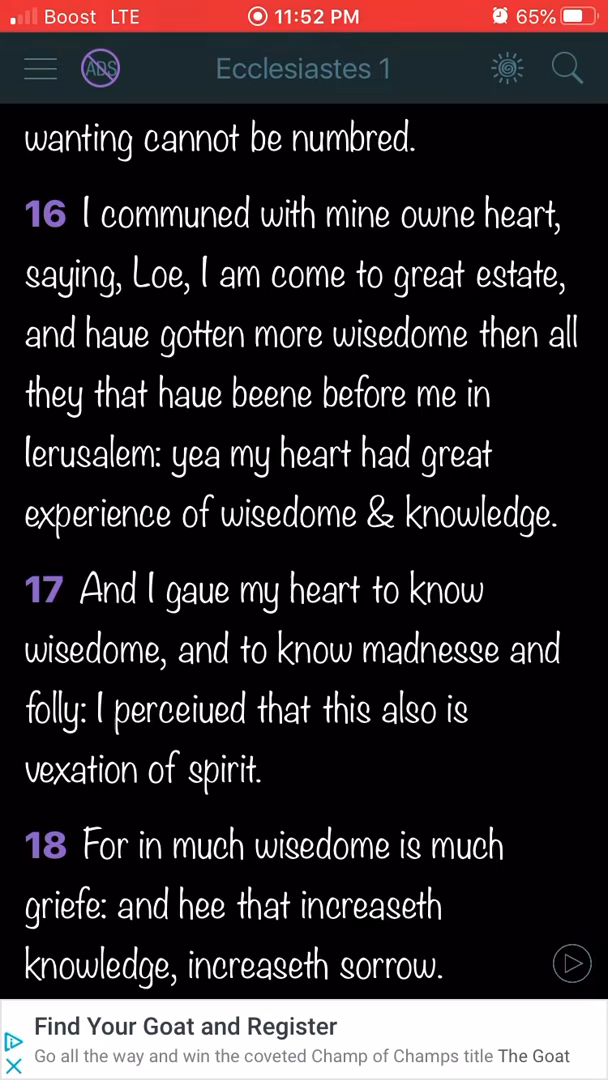 Boost LTE 11:52 PM 65%
ADS Ecclesiastes 1
wanting cannot be numbred.
16 I communed with mine owne heart,
saying, Loe, I am come to great estate,
and haue gotten more wisedome then all
they that haue beene before me in
Ierusalem: yea my heart had great
experience of wisedome & knowledge.
17 And I gaue my heart to know
wisedome, and to know madnesse and
folly: I perceiued that this also is
vexation of spirit.
18 For in much wisedome is much
griefe: and hee that increaseth
knowledge, increaseth sorrow.
Find Your Goat and Register
Go all the way and win the coveted Champ of Champs title The Goat